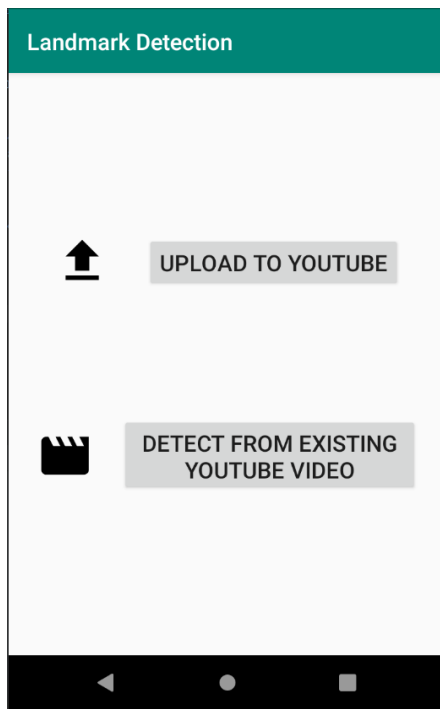 Landmark Detection
UPLOAD TO YOUTUBE
DETECT FROM EXISTING
YOUTUBE VIDEO